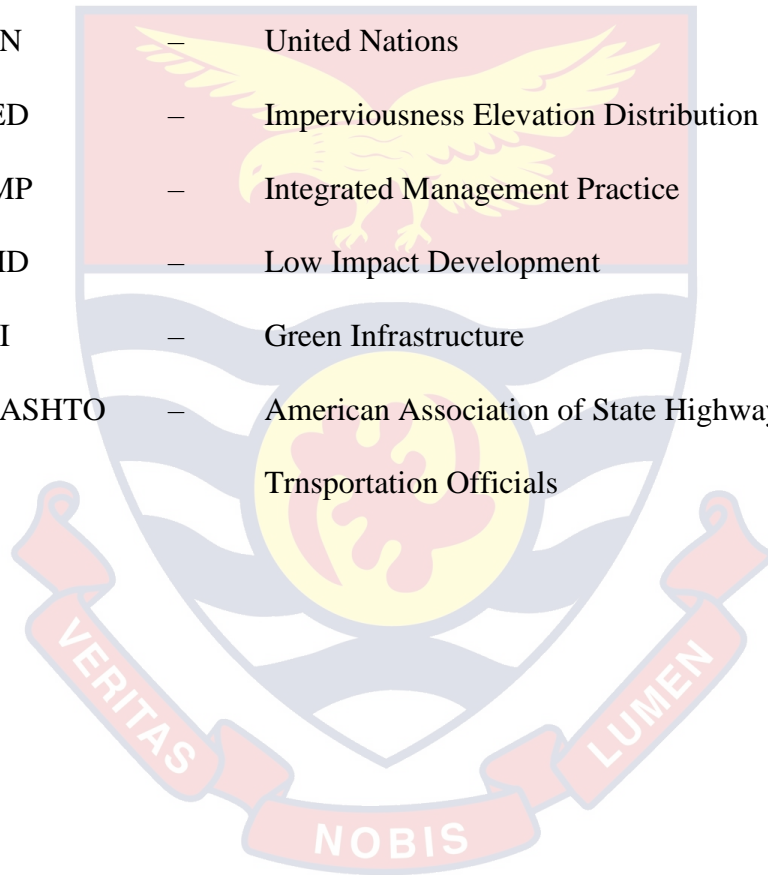 N – United Nations
ED – Imperviousness Elevation Distribution
MP – Integrated Management Practice
ID – Low Impact Development
I – Green Infrastructure
ASHTO – American Association of State Highway
Trnsportation Officials
VERITAS
NOBIS
LUMEN